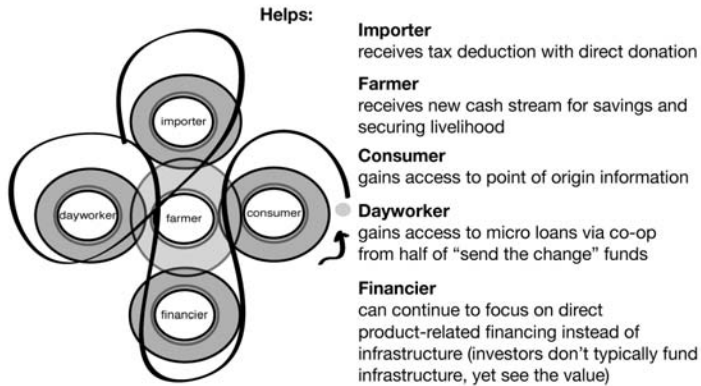 Helps:
importer
dayworker
farmer
consumer
financier
Importer
receives tax deduction with direct donation
Farmer
receives new cash stream for savings and
securing livelihood
Consumer
gains access to point of origin information
Dayworker
gains access to micro loans via co-op
from half of “send the change” funds
Financier
can continue to focus on direct
product-related financing instead of
infrastructure (investors don’t typically fund
infrastructure, yet see the value)